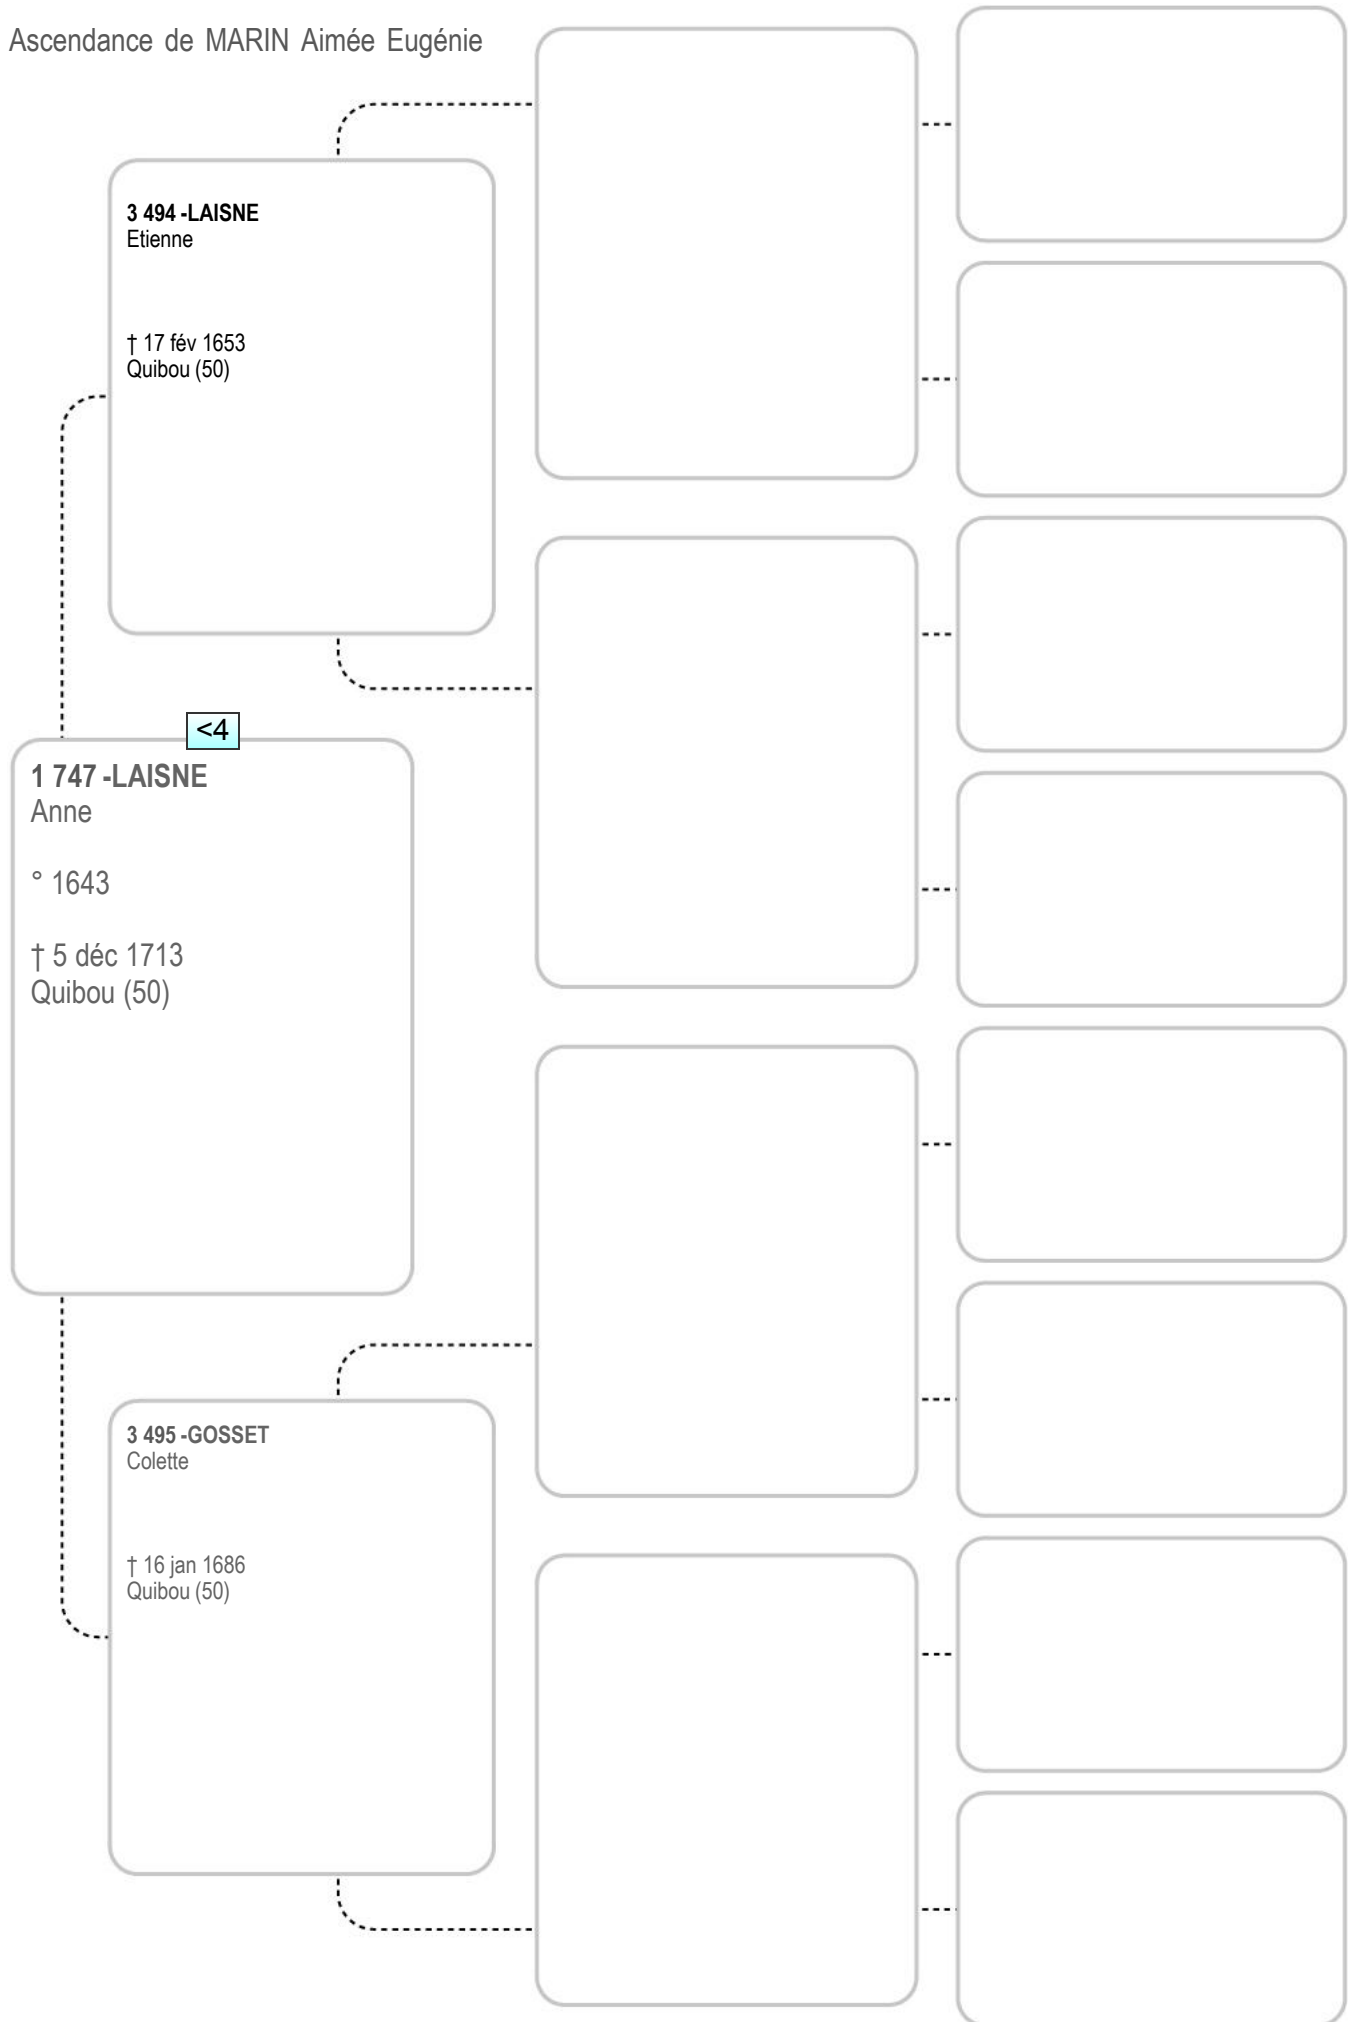 Ascendance de MARIN Aimée Eugénie
3 494 -LAISNE
Etienne
† 17 fév 1653
Quibou (50)
<4
1 747 -LAISNE
Anne
° 1643
† 5 déc 1713
Quibou (50)
3 495 -GOSSET
Colette
† 16 jan 1686
Quibou (50)